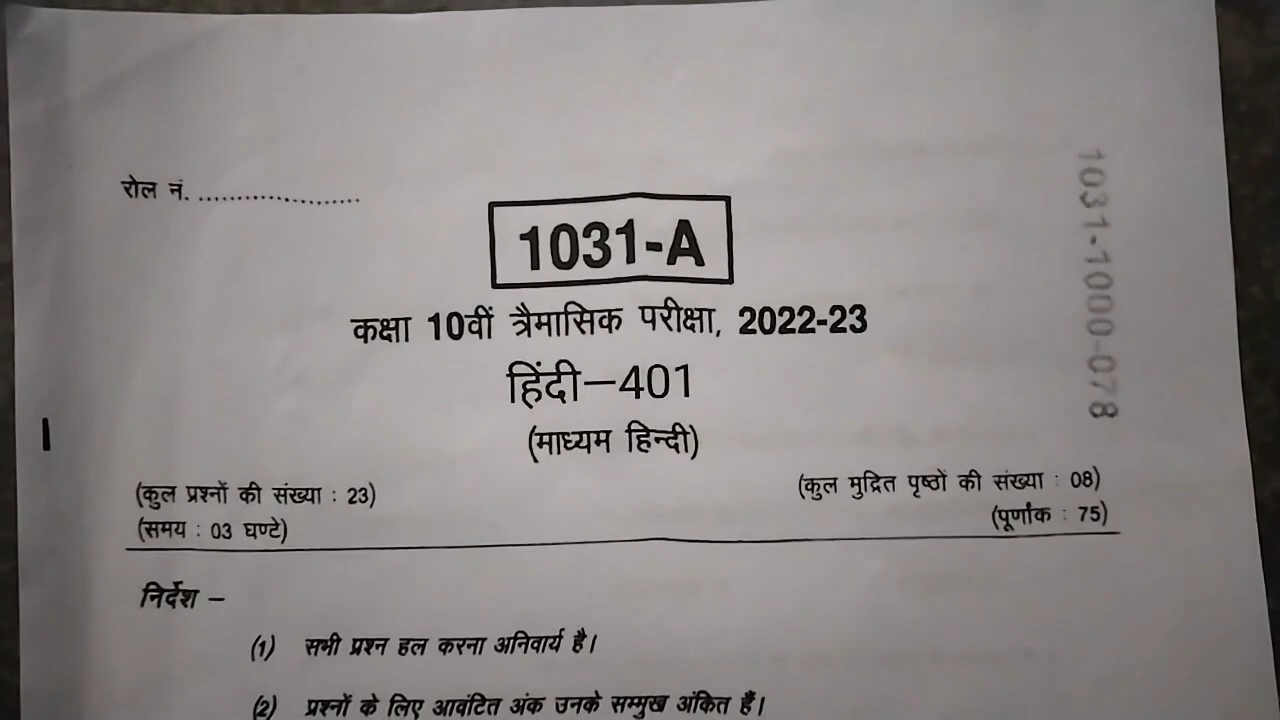 रोल नं. .....................
1031-A
कक्षा 10वीं त्रैमासिक परीक्षा, 2022-23
हिंदी–401
(माध्यम हिन्दी)
(कुल प्रश्नों की संख्या : 23)
(कुल मुद्रित पृष्ठों की संख्या : 08)
(समय : 03 घण्टे)
(पूर्णांक : 75)
निर्देश –
(1) सभी प्रश्न हल करना अनिवार्य है।
(2) प्रश्नों के लिए आवंटित अंक उनके सम्मुख अंकित हैं।
1031-1000-078